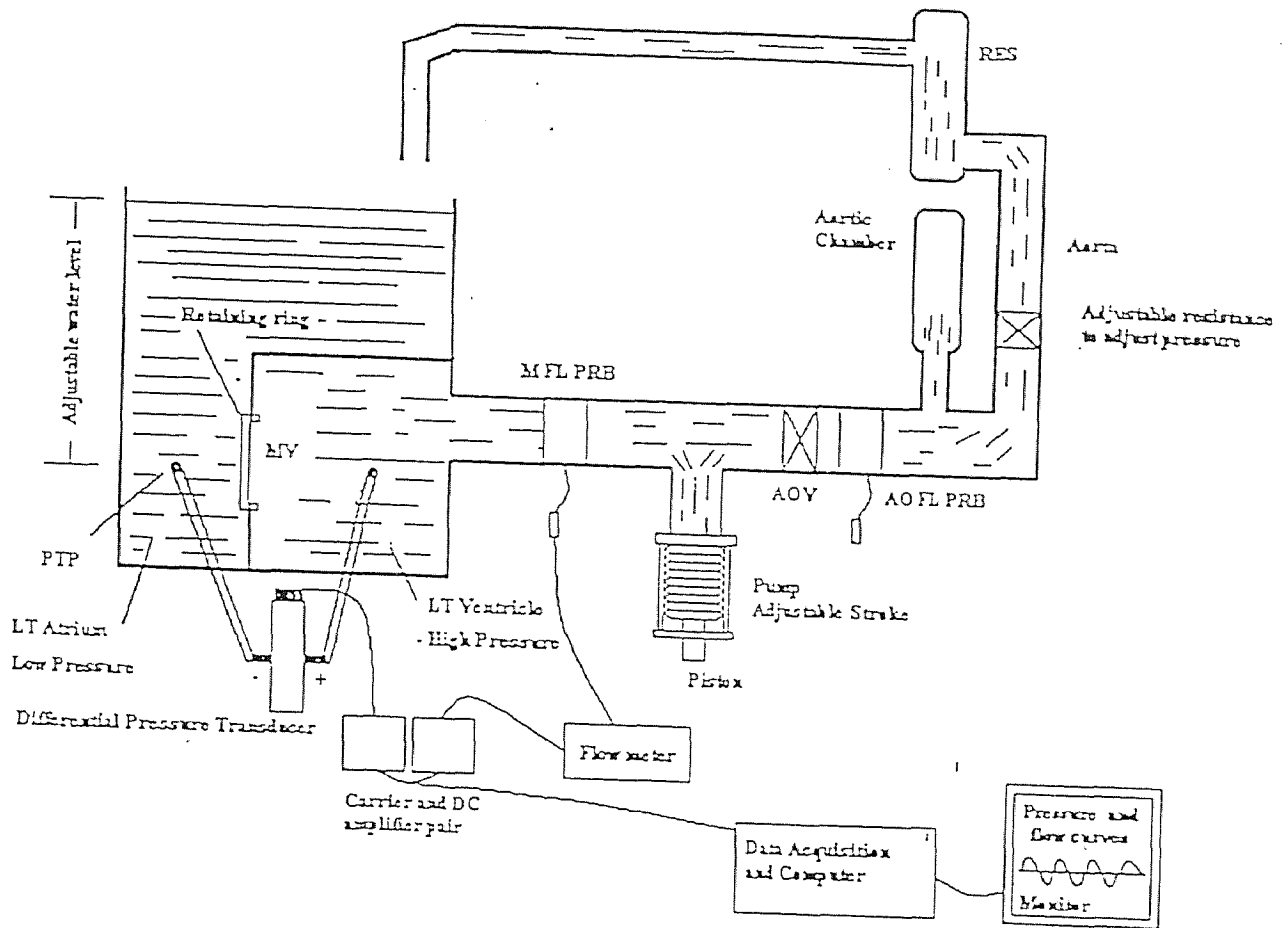 RES
Aortic
Chamber
Aorta
Adjustable resistance
to adjust pressure
Adjustable water level
Retaining ring
M FL PRB
MV
AOV
AO FL PRB
PTP
Pump
Adjustable Stroke
Piston
LT Atrium
Low Pressure
LT Ventricle
- High Pressure
- +
Differential Pressure Transducer
Flow meter
Carrier and DC
amplifier pair
Data Acquisition
and Computer
Pressure and
flow curves
Monitor